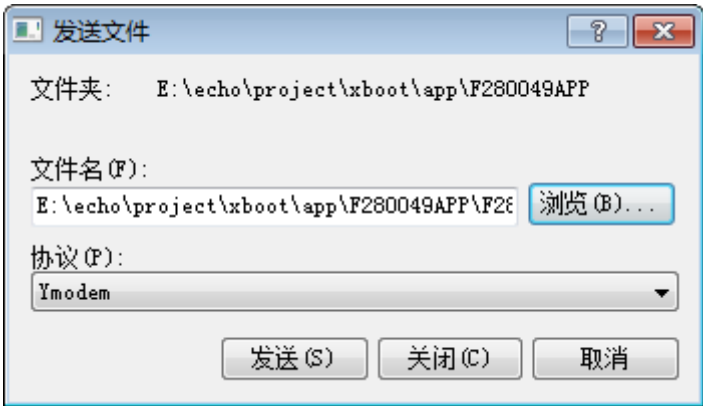 发送文件
文件夹: E:\echo\project\xboot\app\F280049APP
文件名(F):
E:\echo\project\xboot\app\F280049APP\F28 浏览(B)...
协议(P):
Ymodem
发送(S) 关闭(C) 取消